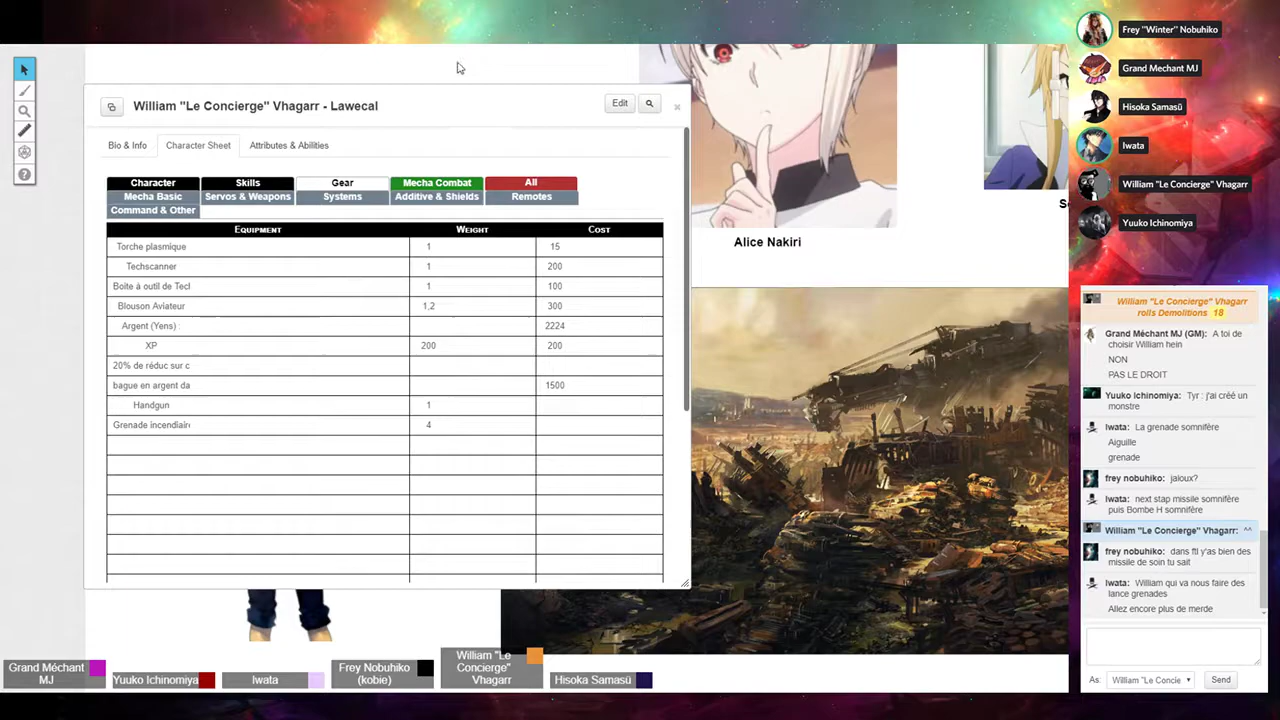 William "Le Concierge" Vhagarr - Lawecal
Edit
Bio & Info
Character Sheet
Attributes & Abilities
Character
Skills
Gear
Mecha Combat
All
Mecha Basic
Servos & Weapons
Systems
Additive & Shields
Remotes
Command & Other
EQUIPMENT WEIGHT COST
Torche plasmique 1 15
Techscanner 1 200
Boite à outil de Tecl 1 100
Blouson Aviateur 1,2 300
Argent (Yens) : 2224
XP 200 200
20% de réduc sur c
bague en argent da 1500
Handgun 1
Grenade incendiaire 4
Alice Nakiri
Frey "Winter" Nobuhiko
Grand Mechant MJ
Hisoka Samasū
Iwata
William "Le Concierge" Vhagarr
Yuuko Ichinomiya
William "Le Concierge" Vhagarr
rolls Demolitions 18
Grand Méchant MJ (GM): A toi de
choisir William hein
NON
PAS LE DROIT
Yuuko Ichinomiya: Tyr : j'ai créé un
monstre
Iwata: La grenade somnifère
Aiguille
grenade
frey nobuhiko: jaloux?
Iwata: next stap missile somnifère
puis Bombe H somnifère
William "Le Concierge" Vhagarr: ^^
frey nobuhiko: dans ftl y'as bien des
missile de soin tu sait
Iwata: William qui va nous faire des
lance grenades
Allez encore plus de merde
As: William "Le Concie
Send
Grand Méchant
MJ
Yuuko Ichinomiya
Iwata
Frey Nobuhiko
(kobie)
William "Le
Concierge"
Vhagarr
Hisoka Samasū